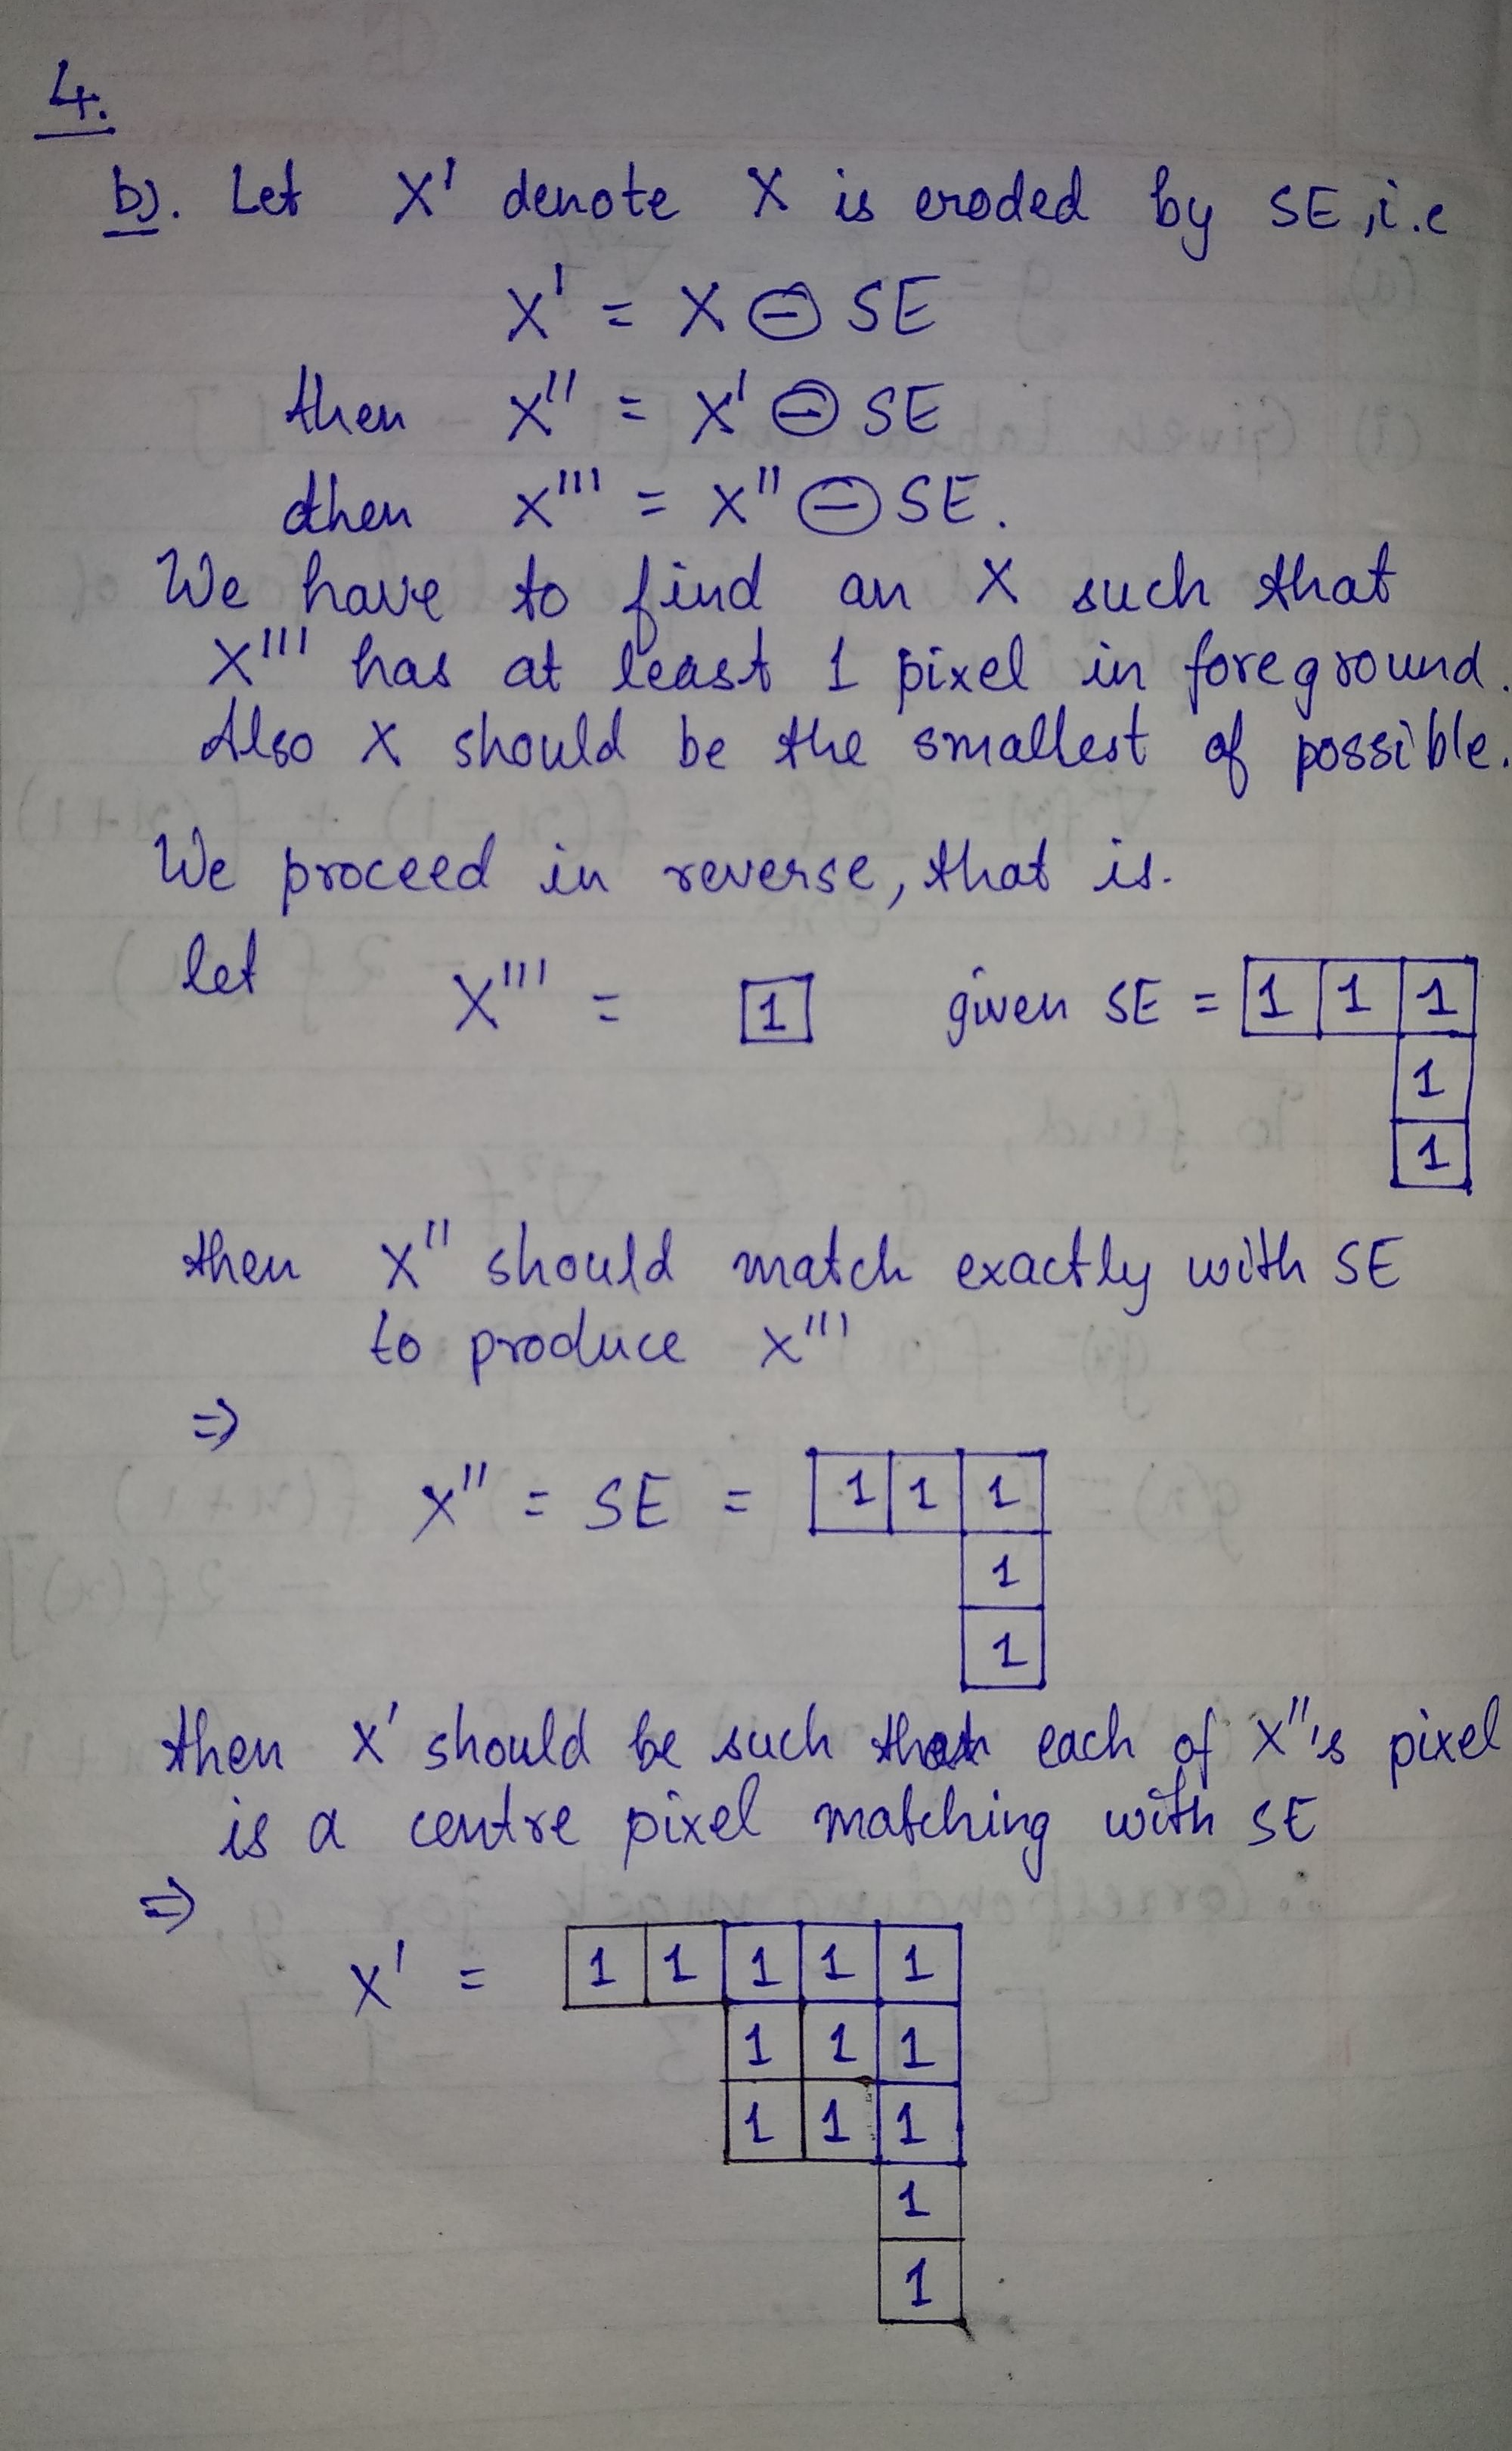 4.
b). Let X' denote X is eroded by SE, i.e
X' = X ⊖ SE
then X'' = X' ⊖ SE
then X''' = X'' ⊖ SE.
We have to find an X such that
X''' has at least 1 pixel in foreground.
Also X should be the smallest of possible.
We proceed in reverse, that is.
let X''' = 1 given SE = 1 1 1
1
1
then X'' should match exactly with SE
to produce X'''
⇒
X'' = SE = 1 1 1
1
1
then X' should be such that each of X'''s pixel
is a centre pixel matching with SE
⇒
X' = 1 1 1 1 1
1 1 1
1 1 1
1
1